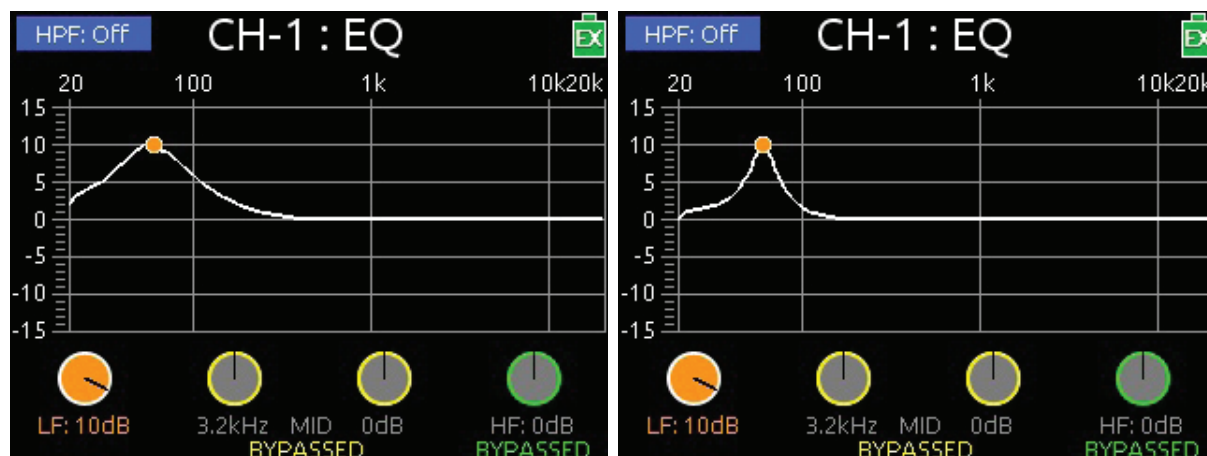 HPF: Off CH-1 : EQ EX
20 100 1k 10k20k
15
10
5
0
-5
-10
-15
LF: 10dB 3.2kHz MID 0dB HF: 0dB
BYPASSED BYPASSED
HPF: Off CH-1 : EQ EX
20 100 1k 10k20k
15
10
5
0
-5
-10
-15
LF: 10dB 3.2kHz MID 0dB HF: 0dB
BYPASSED BYPASSED